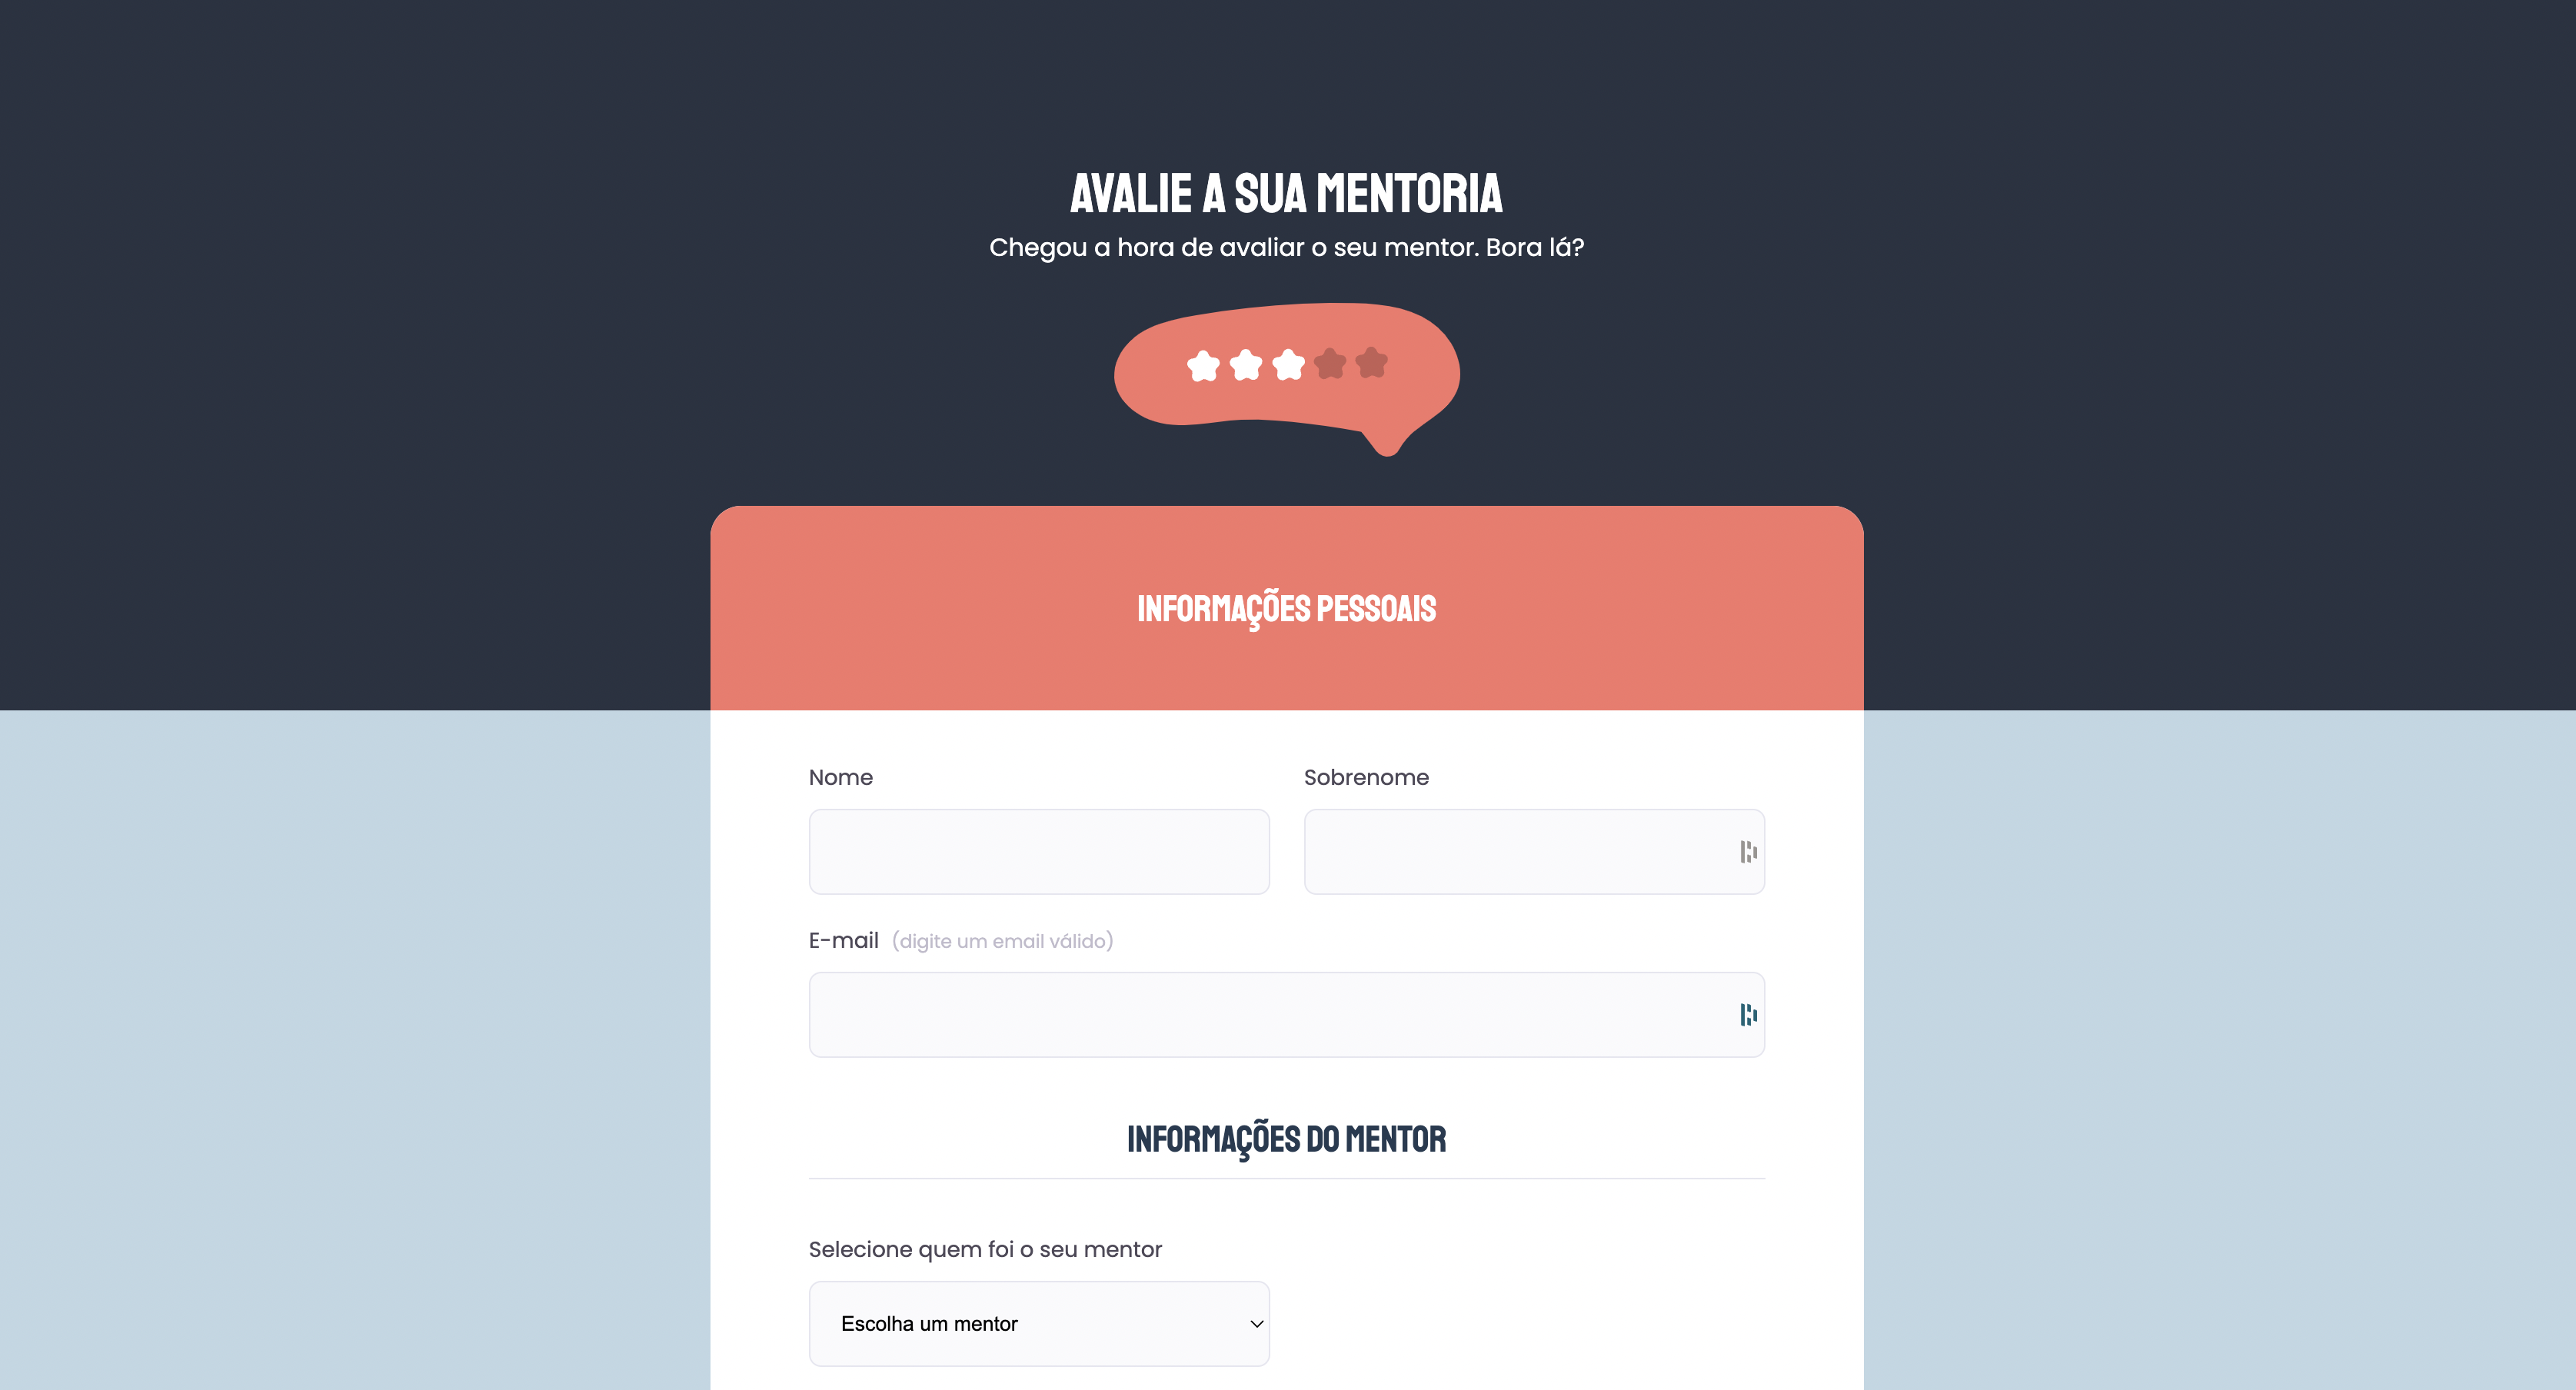 AVALIE A SUA MENTORIA
Chegou a hora de avaliar o seu mentor. Bora lá?
INFORMAÇÕES PESSOAIS
Nome
Sobrenome
E-mail (digite um email válido)
INFORMAÇÕES DO MENTOR
Selecione quem foi o seu mentor
Escolha um mentor